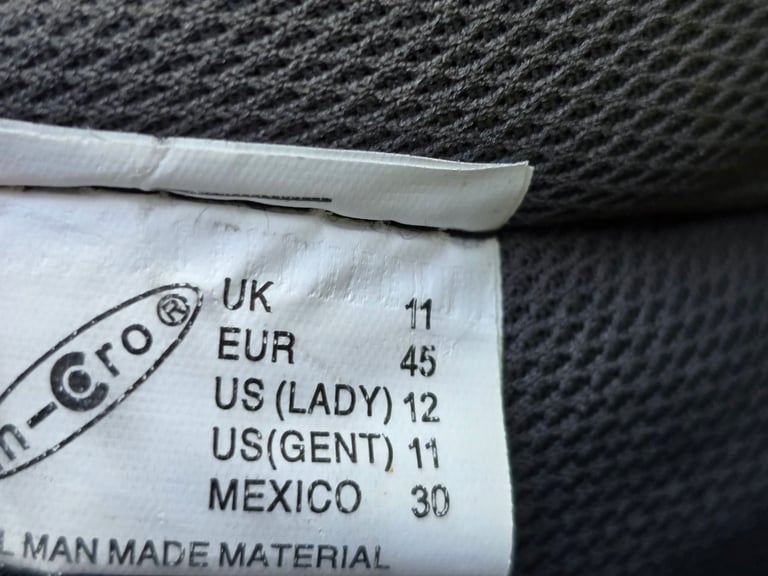 n-Cro®
UK 11
EUR 45
US (LADY) 12
US(GENT) 11
MEXICO 30
L MAN MADE MATERIAL